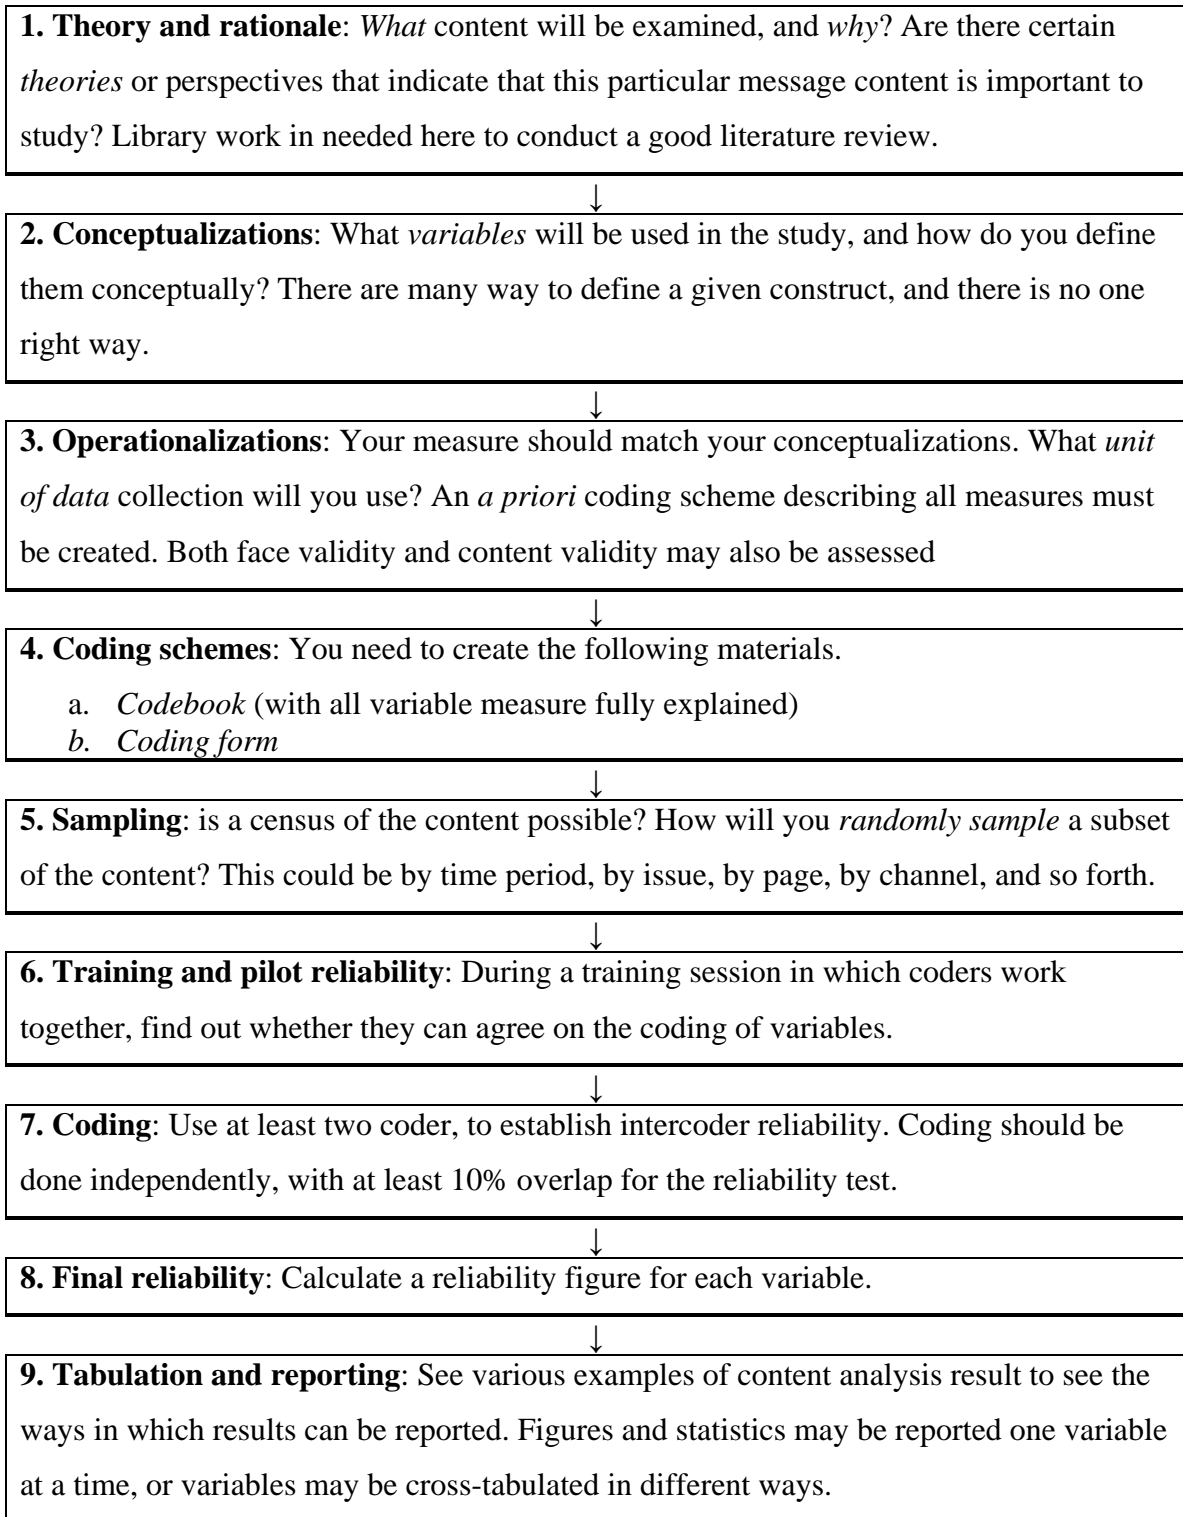 1. Theory and rationale: What content will be examined, and why? Are there certain
theories or perspectives that indicate that this particular message content is important to
study? Library work in needed here to conduct a good literature review.
↓
2. Conceptualizations: What variables will be used in the study, and how do you define
them conceptually? There are many way to define a given construct, and there is no one
right way.
↓
3. Operationalizations: Your measure should match your conceptualizations. What unit
of data collection will you use? An a priori coding scheme describing all measures must
be created. Both face validity and content validity may also be assessed
↓
4. Coding schemes: You need to create the following materials.
a. Codebook (with all variable measure fully explained)
b. Coding form
↓
5. Sampling: is a census of the content possible? How will you randomly sample a subset
of the content? This could be by time period, by issue, by page, by channel, and so forth.
↓
6. Training and pilot reliability: During a training session in which coders work
together, find out whether they can agree on the coding of variables.
↓
7. Coding: Use at least two coder, to establish intercoder reliability. Coding should be
done independently, with at least 10% overlap for the reliability test.
↓
8. Final reliability: Calculate a reliability figure for each variable.
↓
9. Tabulation and reporting: See various examples of content analysis result to see the
ways in which results can be reported. Figures and statistics may be reported one variable
at a time, or variables may be cross-tabulated in different ways.